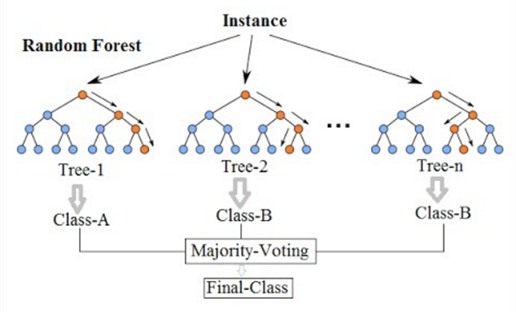 Instance
Random Forest
...
Tree-1
Tree-2
Tree-n
Class-A
Class-B
Class-B
Majority-Voting
Final-Class